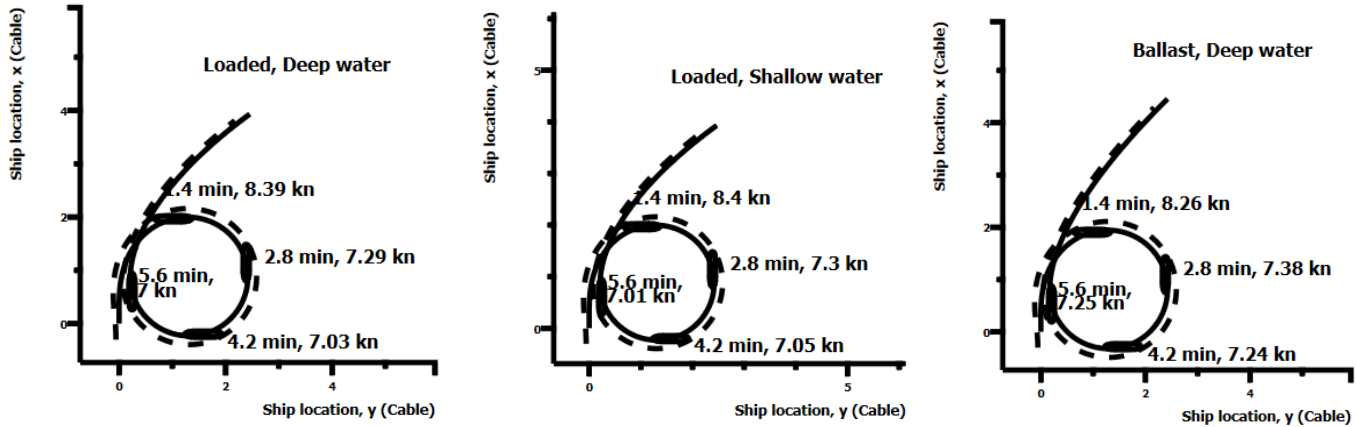 Ship location, x (Cable)
4
2
0
Loaded, Deep water
1.4 min, 8.39 kn
2.8 min, 7.29 kn
5.6 min,
7 kn
4.2 min, 7.03 kn
0
2
4
Ship location, y (Cable)
Ship location, x (Cable)
5
0
Loaded, Shallow water
1.4 min, 8.4 kn
2.8 min, 7.3 kn
5.6 min,
7.01 kn
4.2 min, 7.05 kn
0
5
Ship location, y (Cable)
Ship location, x (Cable)
4
2
0
Ballast, Deep water
1.4 min, 8.26 kn
2.8 min, 7.38 kn
5.6 min,
7.25 kn
4.2 min, 7.24 kn
0
2
4
Ship location, y (Cable)